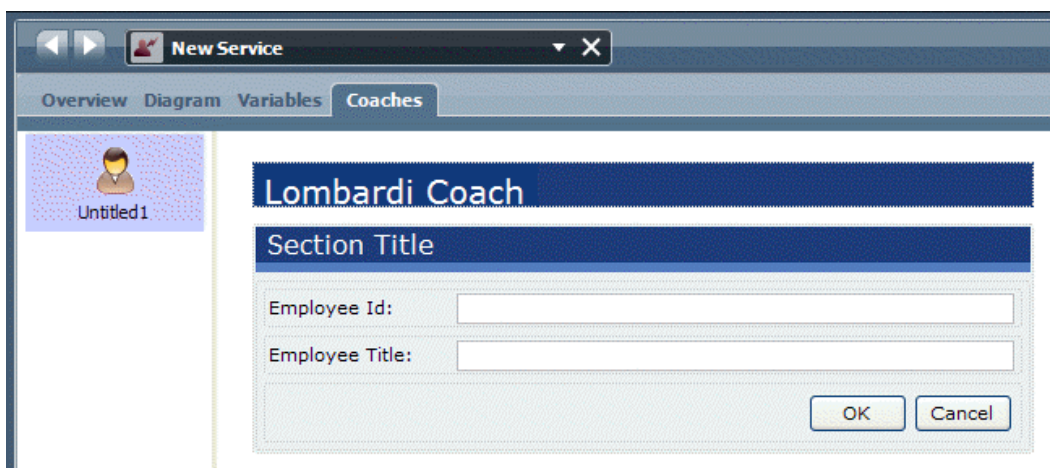 New Service
Overview Diagram Variables Coaches
Untitled1
Lombardi Coach
Section Title
Employee Id:
Employee Title:
OK Cancel